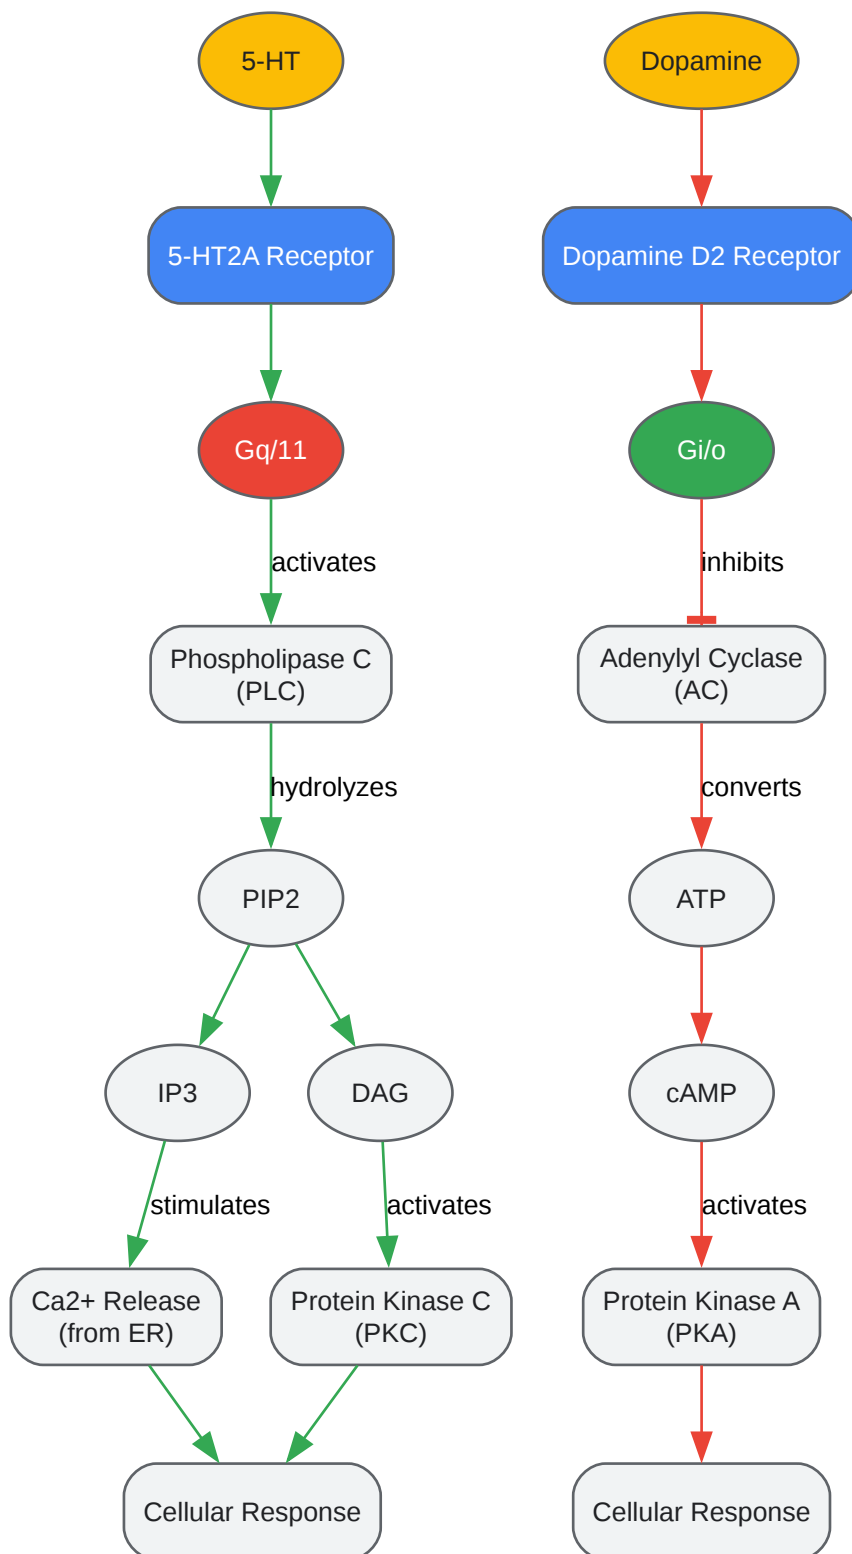 5-HT
Dopamine
5-HT2A Receptor
Dopamine D2 Receptor
Gq/11
Gi/o
activates
inhibits
Phospholipase C
(PLC)
Adenylyl Cyclase
(AC)
hydrolyzes
converts
PIP2
ATP
IP3
DAG
cAMP
stimulates
activates
activates
Ca2+ Release
(from ER)
Protein Kinase C
(PKC)
Protein Kinase A
(PKA)
Cellular Response
Cellular Response